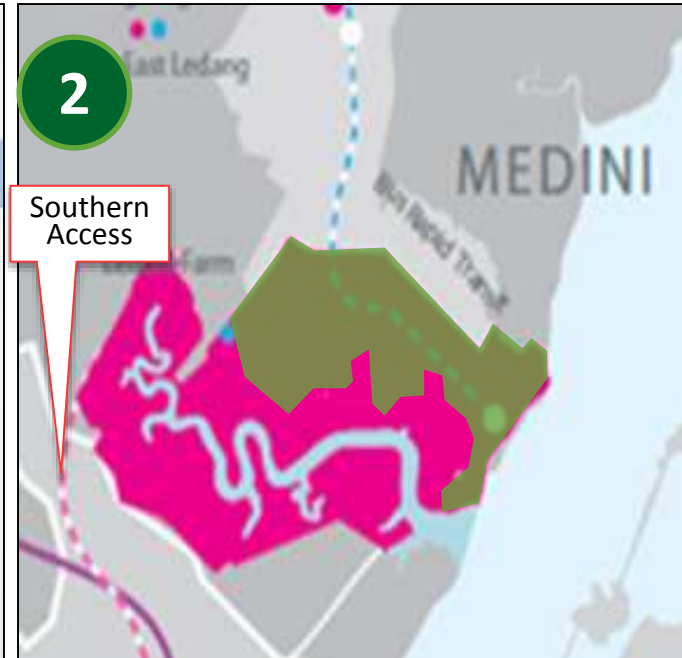 2
East Ledang
MEDINI
Southern
Access
Bus Rapid Transit